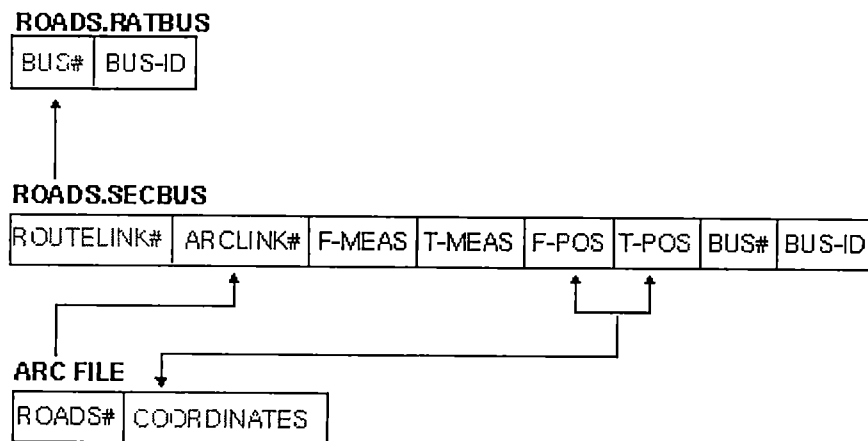 ROADS.RATBUS
BUS# BUS-ID
ROADS.SECBUS
ROUTELINK# ARCLINK# F-MEAS T-MEAS F-POS T-POS BUS# BUS-ID
ARC FILE
ROADS# COORDINATES